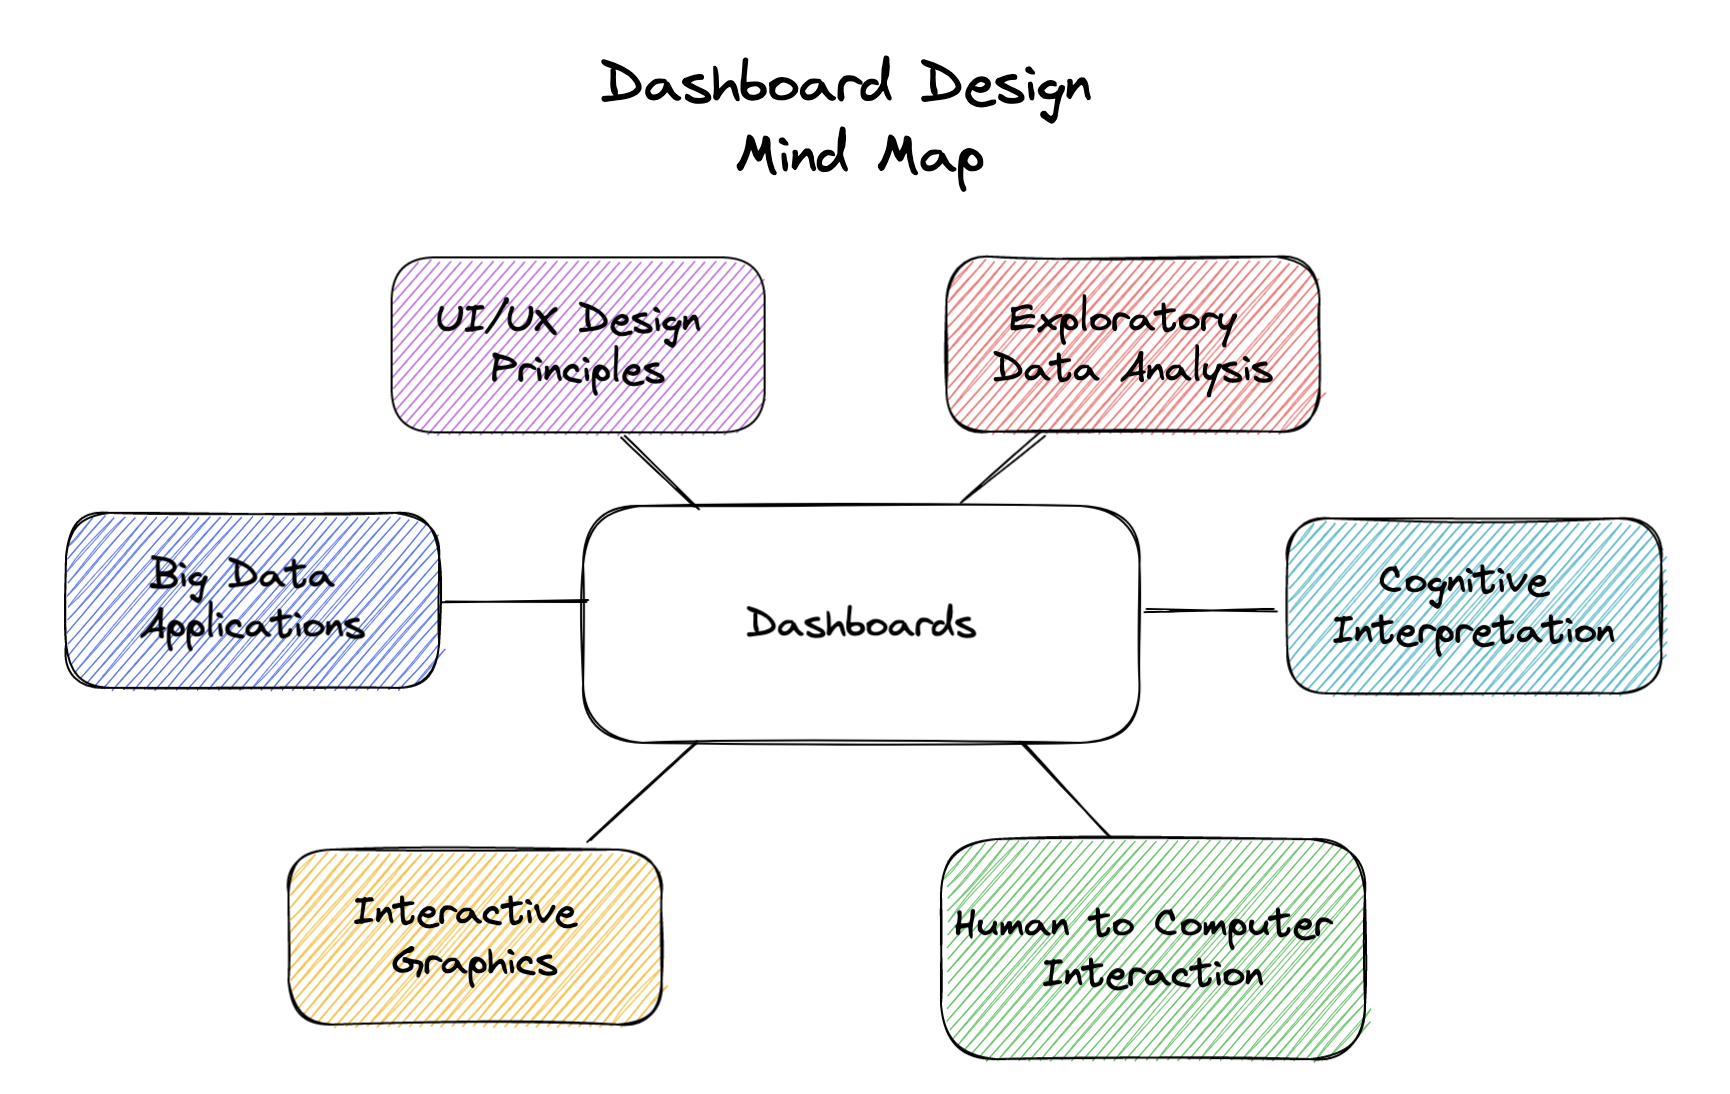 Dashboard Design
Mind Map
UI/UX Design
Principles
Exploratory
Data Analysis
Big Data
Applications
Dashboards
Cognitive
Interpretation
Interactive
Graphics
Human to Computer
Interaction